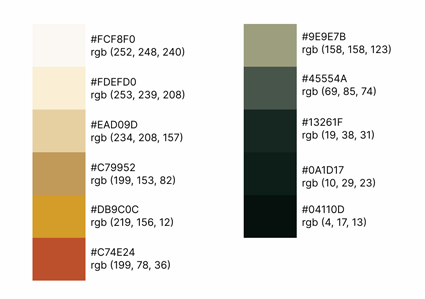 #FCF8F0
rgb (252, 248, 240)
#FDEFD0
rgb (253, 239, 208)
#EAD09D
rgb (234, 208, 157)
#C79952
rgb (199, 153, 82)
#DB9C0C
rgb (219, 156, 12)
#C74E24
rgb (199, 78, 36)
#9E9E7B
rgb (158, 158, 123)
#45554A
rgb (69, 85, 74)
#13261F
rgb (19, 38, 31)
#0A1D17
rgb (10, 29, 23)
#04110D
rgb (4, 17, 13)